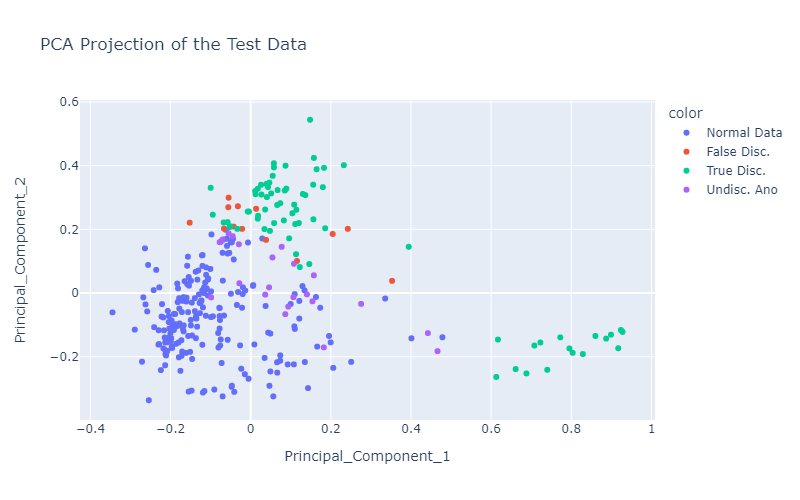 PCA Projection of the Test Data
color
Normal Data
False Disc.
True Disc.
Undisc. Ano
Principal_Component_2
0.6
0.4
0.2
0
−0.2
−0.4 −0.2 0 0.2 0.4 0.6 0.8 1
Principal_Component_1